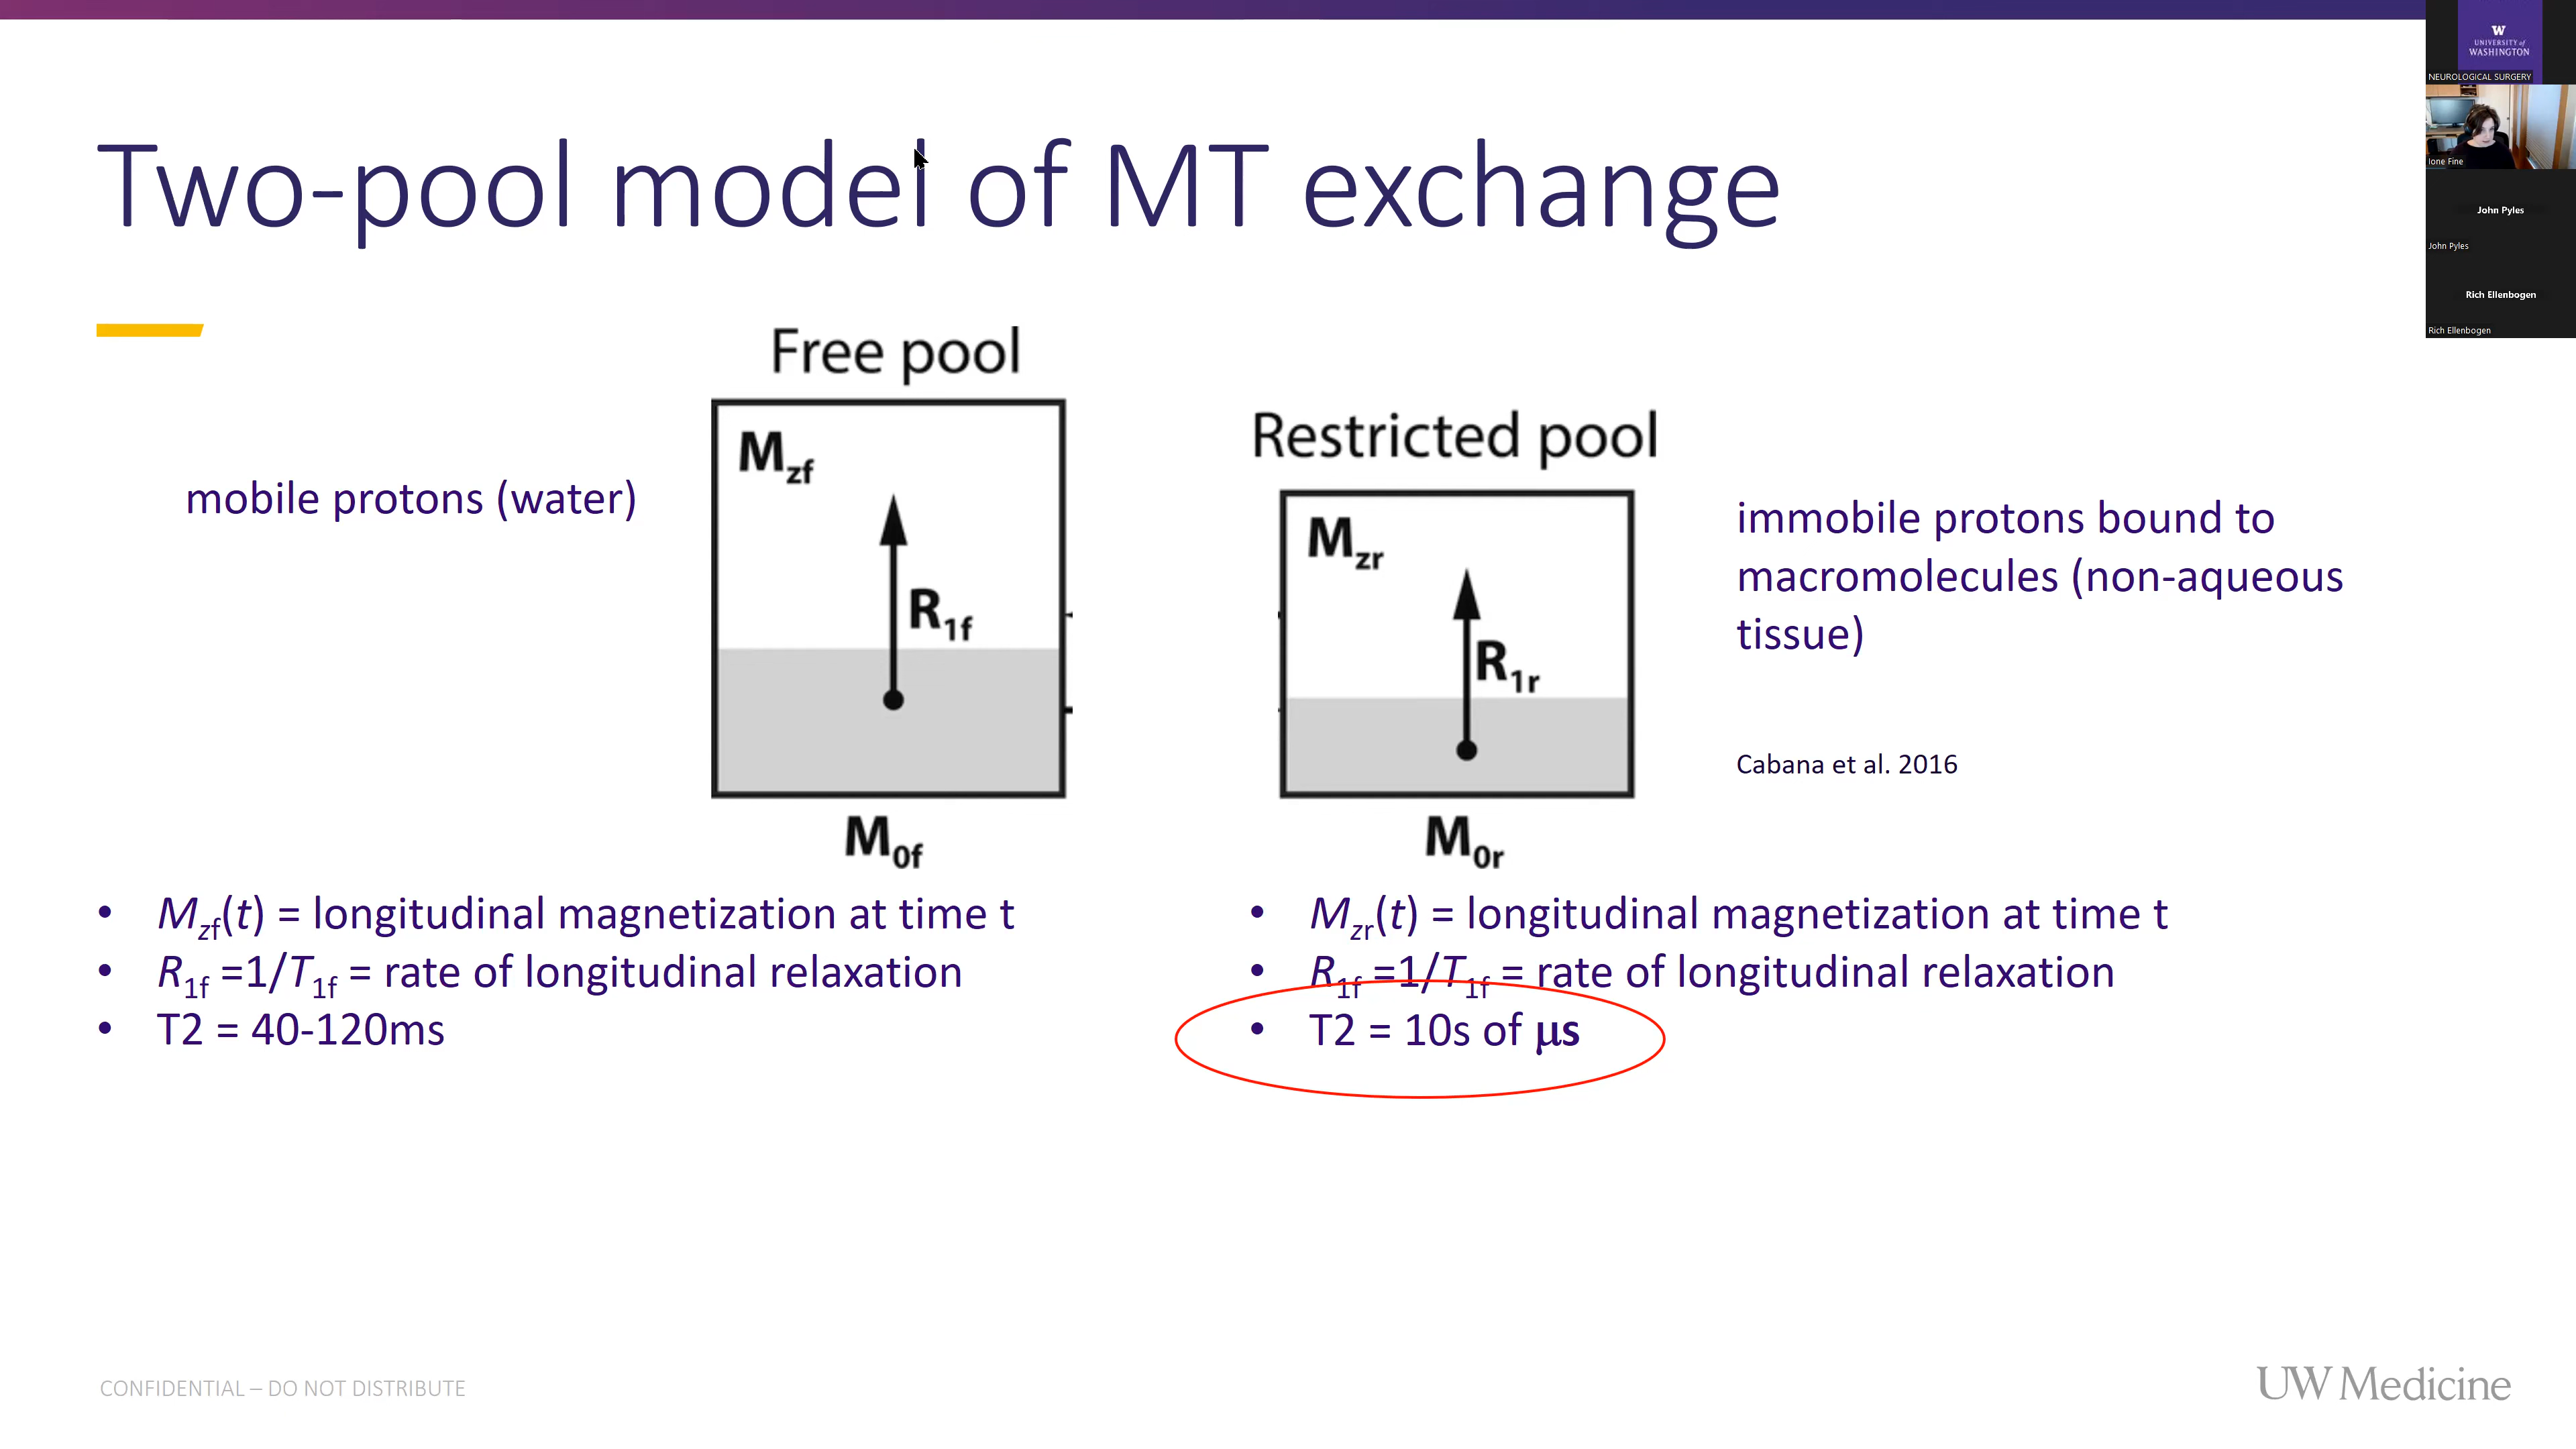 Two-pool model of MT exchange
Free pool
Mzf
R1f
M0f
mobile protons (water)
Restricted pool
Mzr
R1r
M0r
immobile protons bound to
macromolecules (non-aqueous
tissue)
Cabana et al. 2016
• Mzf(t) = longitudinal magnetization at time t
• R1f =1/T1f = rate of longitudinal relaxation
• T2 = 40-120ms
• Mzr(t) = longitudinal magnetization at time t
• R1f =1/T1f = rate of longitudinal relaxation
• T2 = 10s of µs
CONFIDENTIAL – DO NOT DISTRIBUTE
UW Medicine
W
UNIVERSITY of
WASHINGTON
NEUROLOGICAL SURGERY
Ione Fine
John Pyles
John Pyles
Rich Ellenbogen
Rich Ellenbogen